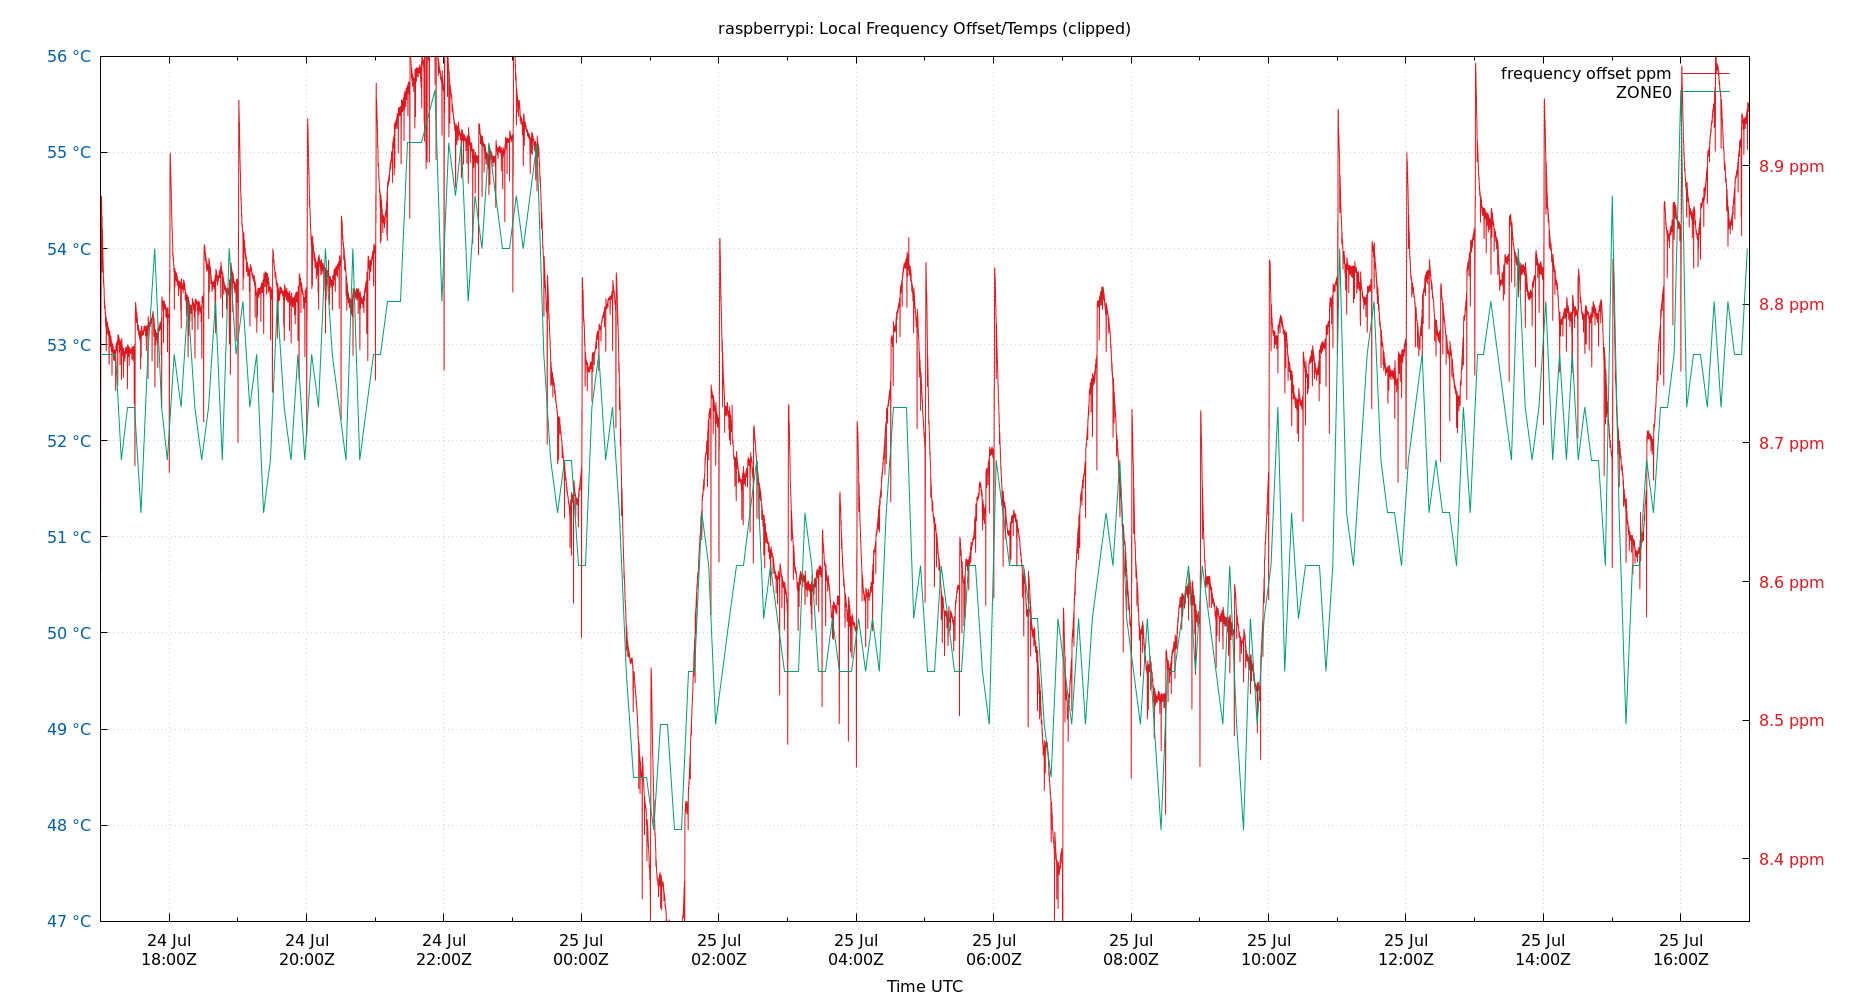 raspberrypi: Local Frequency Offset/Temps (clipped)
frequency offset ppm
ZONE0
56 °C
55 °C
54 °C
53 °C
52 °C
51 °C
50 °C
49 °C
48 °C
47 °C
8.9 ppm
8.8 ppm
8.7 ppm
8.6 ppm
8.5 ppm
8.4 ppm
24 Jul 24 Jul 24 Jul 25 Jul 25 Jul 25 Jul 25 Jul 25 Jul 25 Jul 25 Jul 25 Jul 25 Jul
18:00Z 20:00Z 22:00Z 00:00Z 02:00Z 04:00Z 06:00Z 08:00Z 10:00Z 12:00Z 14:00Z 16:00Z
Time UTC